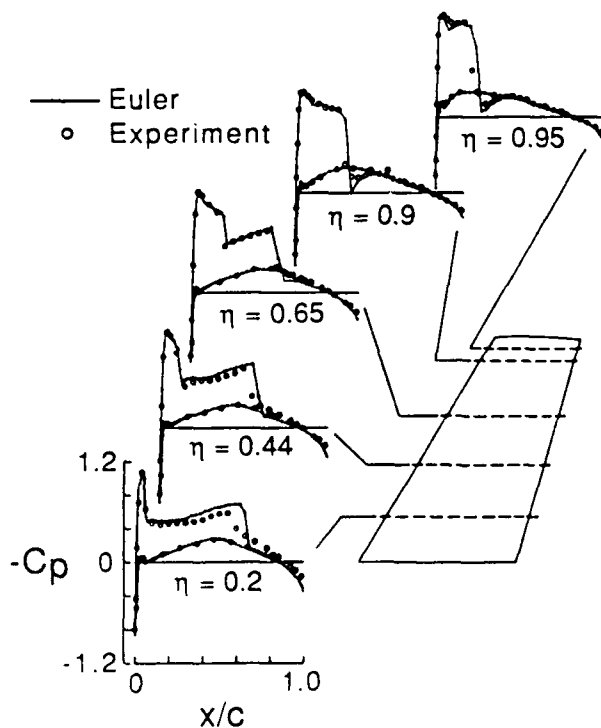 Euler
Experiment
η = 0.95
η = 0.9
η = 0.65
η = 0.44
η = 0.2
1.2
0
-1.2
-Cp
0
1.0
x/c